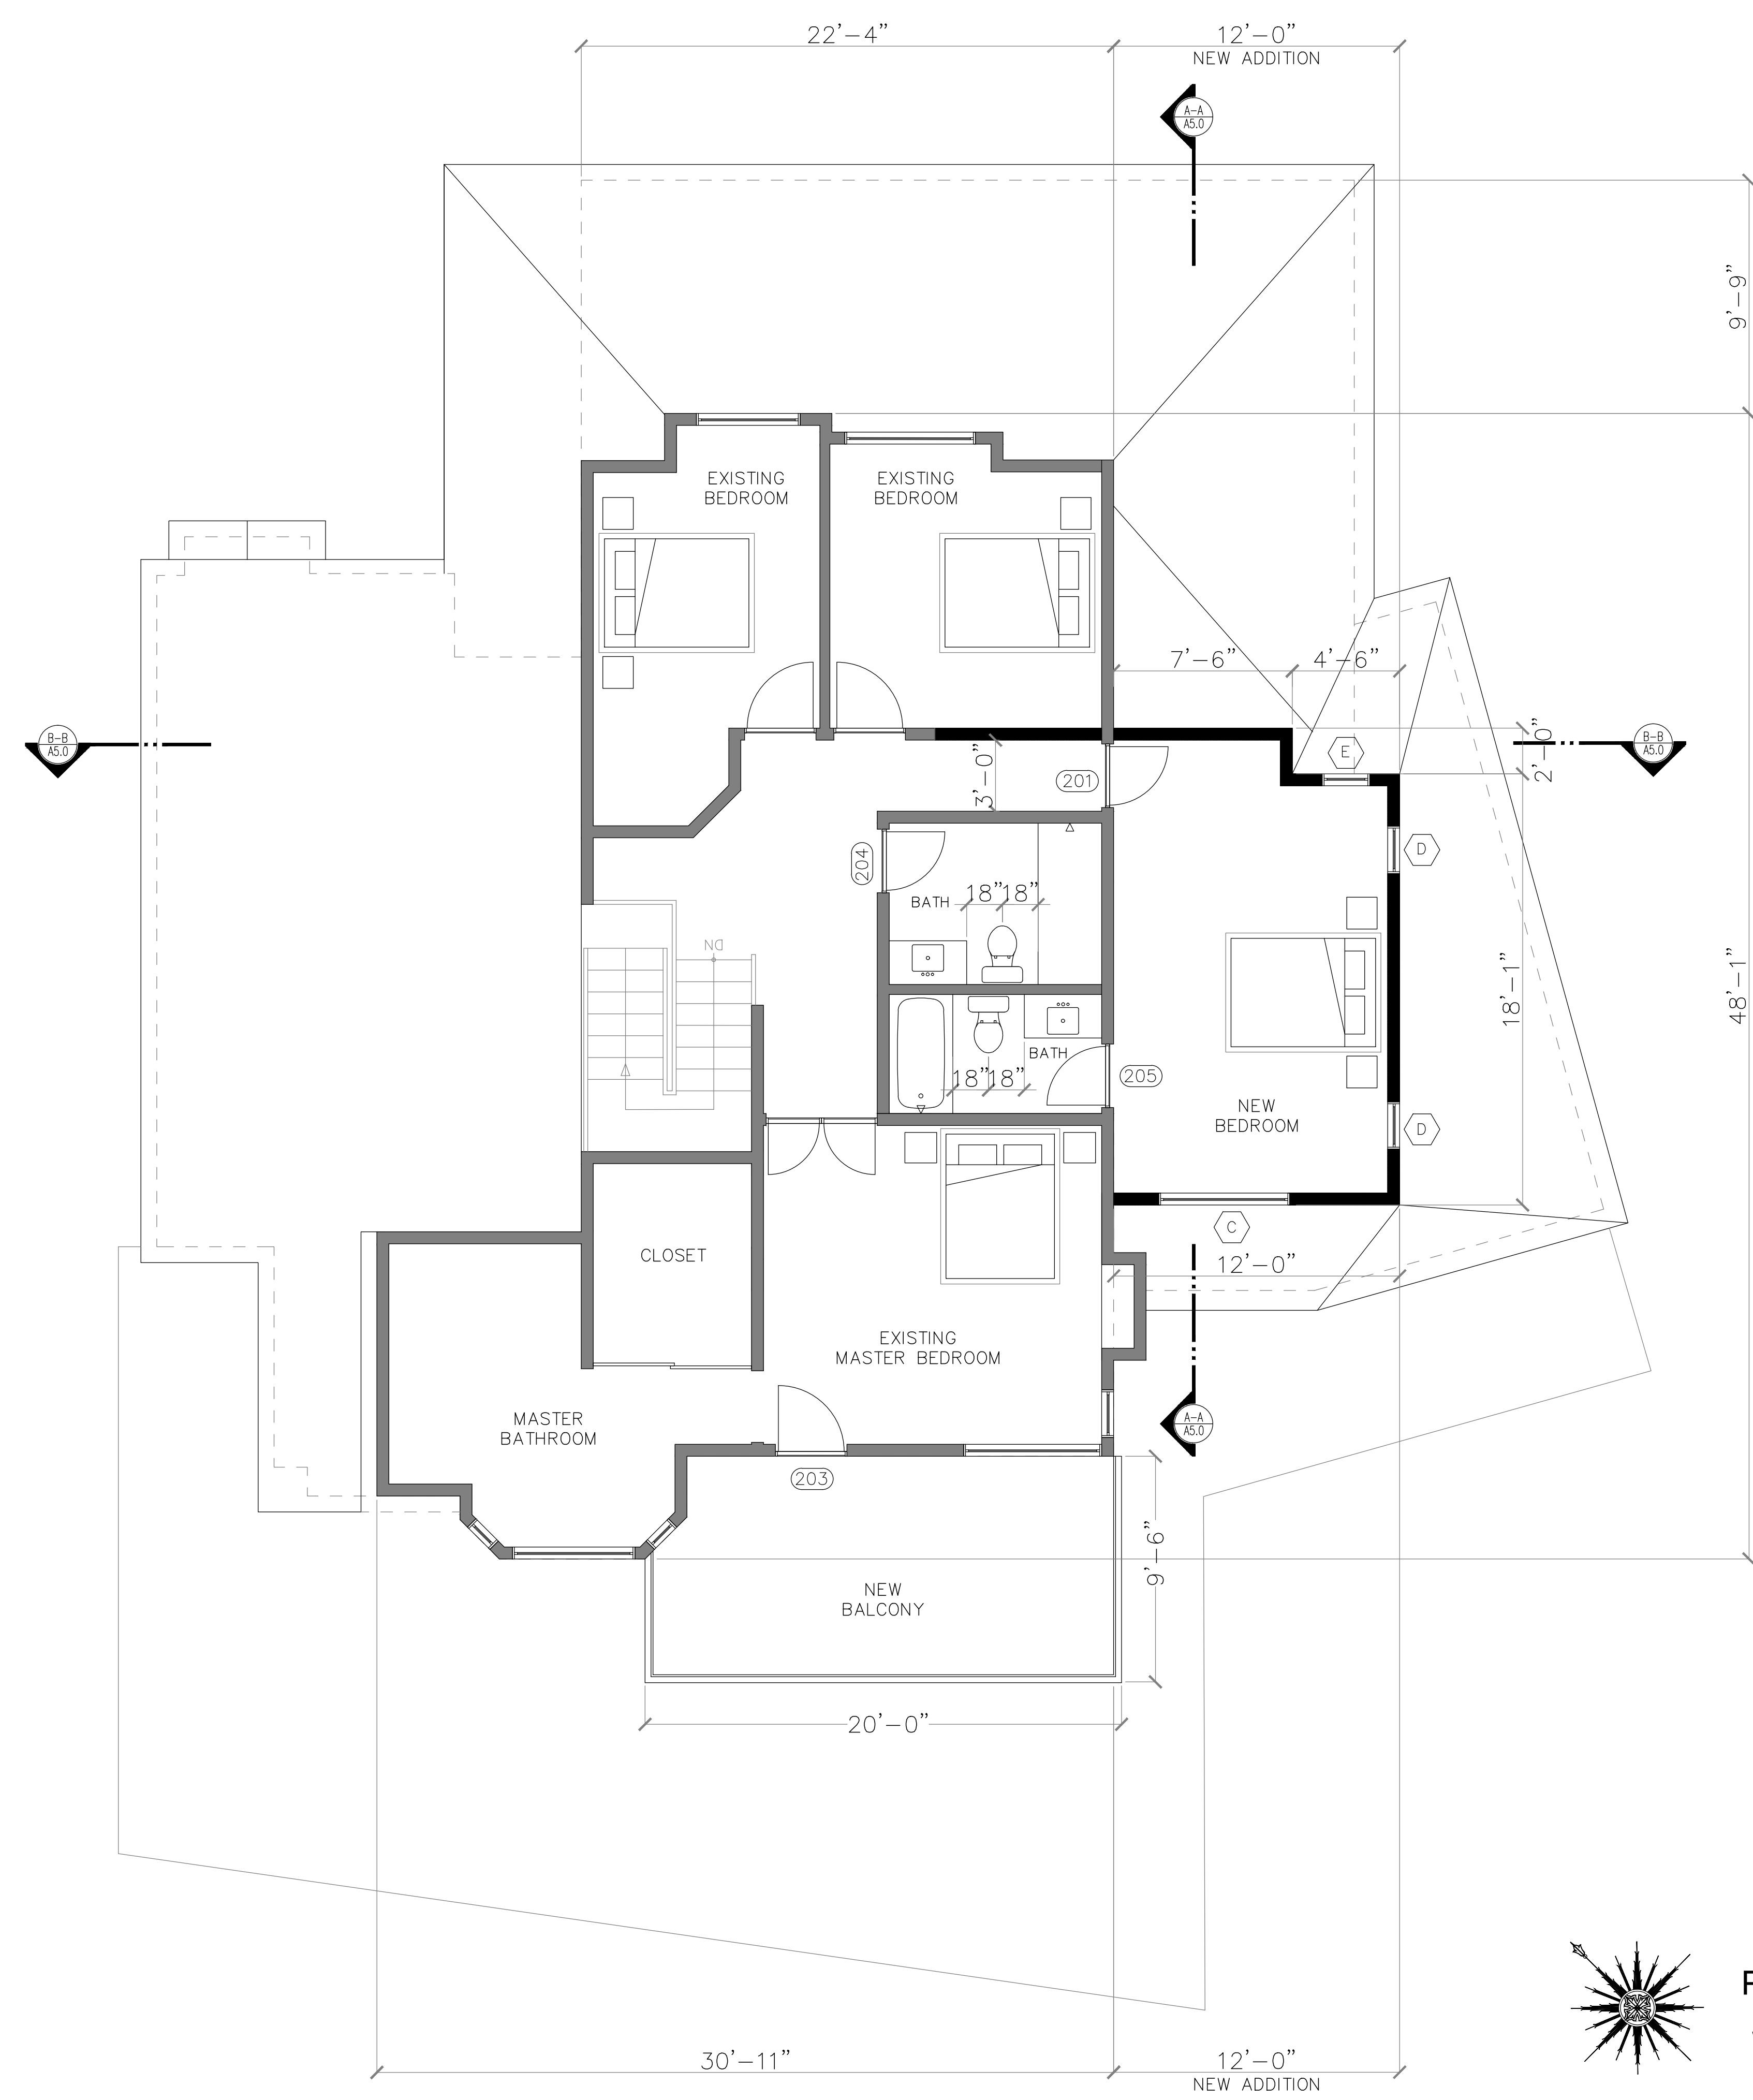 22'-4"
12'-0"
NEW ADDITION
A-A
A5.0
9'-9"
EXISTING
BEDROOM
EXISTING
BEDROOM
7'-6"
4'-6"
B-B
A5.0
3'-0"
201
E
2'-0"
B-B
A5.0
204
D
BATH
18"
18"
DN
18'-1"
48'-1"
BATH
18"
18"
205
NEW
BEDROOM
D
C
CLOSET
12'-0"
EXISTING
MASTER BEDROOM
MASTER
BATHROOM
A-A
A5.0
203
9'-6"
NEW
BALCONY
20'-0"
30'-11"
12'-0"
NEW ADDITION